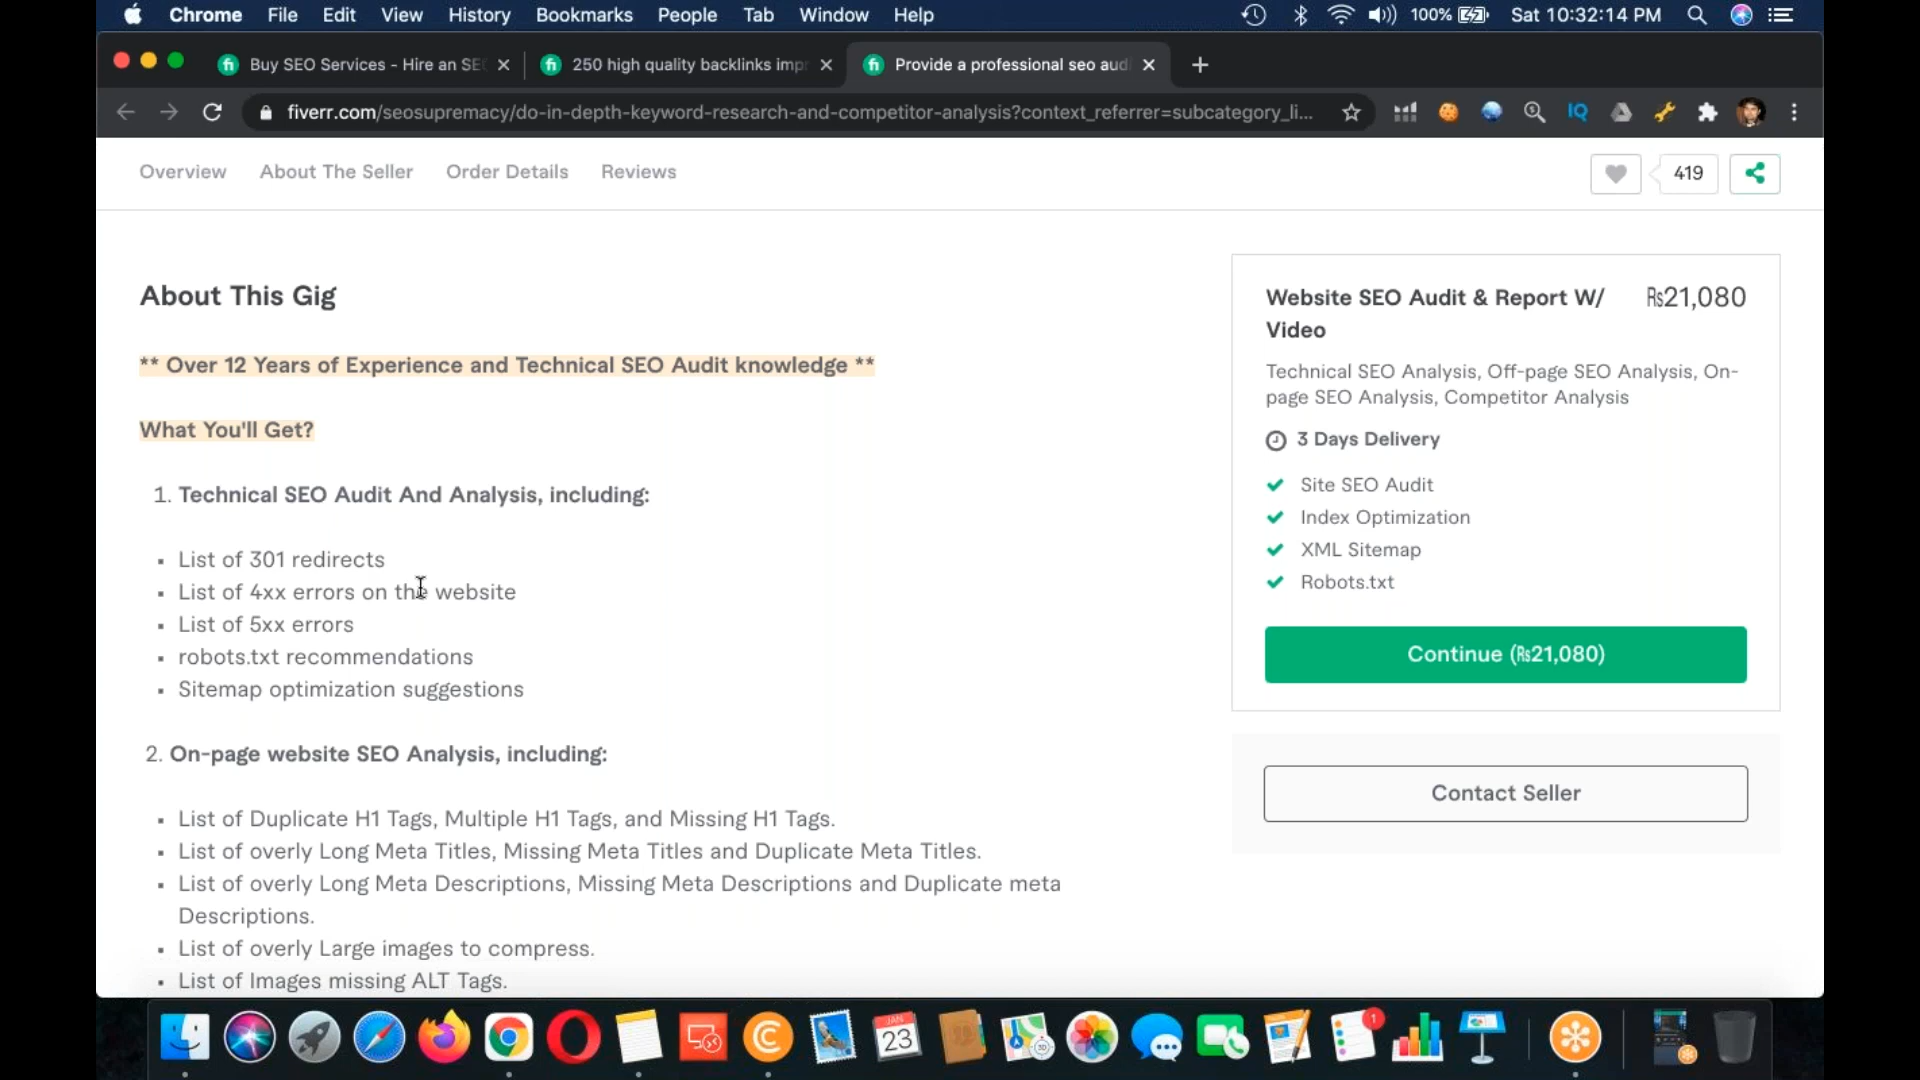 Chrome File Edit View History Bookmarks People Tab Window Help 100% Sat 10:32:14 PM
Buy SEO Services - Hire an SE
250 high quality backlinks imp
Provide a professional seo aud
fiverr.com/seosupremacy/do-in-depth-keyword-research-and-competitor-analysis?context_referrer=subcategory_li...
IQ
Overview About The Seller Order Details Reviews
419
About This Gig
** Over 12 Years of Experience and Technical SEO Audit knowledge **
What You'll Get?
1. Technical SEO Audit And Analysis, including:
▪ List of 301 redirects
▪ List of 4xx errors on the website
▪ List of 5xx errors
▪ robots.txt recommendations
▪ Sitemap optimization suggestions
2. On-page website SEO Analysis, including:
▪ List of Duplicate H1 Tags, Multiple H1 Tags, and Missing H1 Tags.
▪ List of overly Long Meta Titles, Missing Meta Titles and Duplicate Meta Titles.
▪ List of overly Long Meta Descriptions, Missing Meta Descriptions and Duplicate meta
Descriptions.
▪ List of overly Large images to compress.
▪ List of Images missing ALT Tags.
Website SEO Audit & Report W/ ₨21,080
Video
Technical SEO Analysis, Off-page SEO Analysis, On-
page SEO Analysis, Competitor Analysis
3 Days Delivery
Site SEO Audit
Index Optimization
XML Sitemap
Robots.txt
Continue (₨21,080)
Contact Seller
JAN
23
1